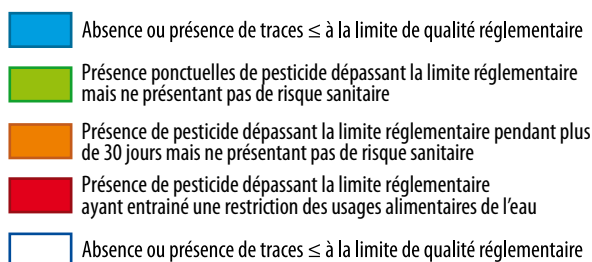 Absence ou présence de traces ≤ à la limite de qualité réglementaire
Présence ponctuelles de pesticide dépassant la limite réglementaire
mais ne présentant pas de risque sanitaire
Présence de pesticide dépassant la limite réglementaire pendant plus
de 30 jours mais ne présentant pas de risque sanitaire
Présence de pesticide dépassant la limite réglementaire
ayant entrainé une restriction des usages alimentaires de l'eau
Absence ou présence de traces ≤ à la limite de qualité réglementaire